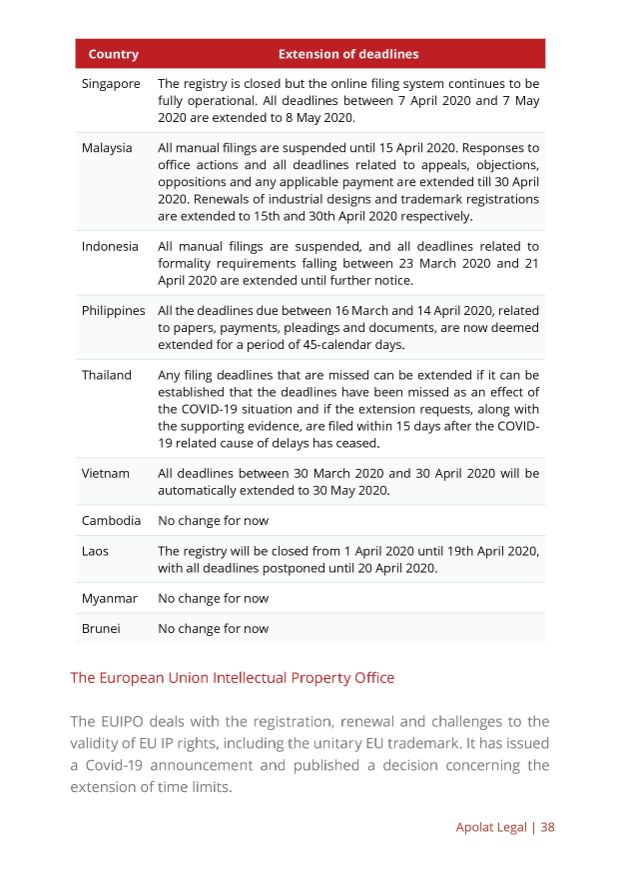 Country Extension of deadlines
Singapore The registry is closed but the online filing system continues to be
fully operational. All deadlines between 7 April 2020 and 7 May
2020 are extended to 8 May 2020.
Malaysia All manual filings are suspended until 15 April 2020. Responses to
office actions and all deadlines related to appeals, objections,
oppositions and any applicable payment are extended till 30 April
2020. Renewals of industrial designs and trademark registrations
are extended to 15th and 30th April 2020 respectively.
Indonesia All manual filings are suspended, and all deadlines related to
formality requirements falling between 23 March 2020 and 21
April 2020 are extended until further notice.
Philippines All the deadlines due between 16 March and 14 April 2020, related
to papers, payments, pleadings and documents, are now deemed
extended for a period of 45-calendar days.
Thailand Any filing deadlines that are missed can be extended if it can be
established that the deadlines have been missed as an effect of
the COVID-19 situation and if the extension requests, along with
the supporting evidence, are filed within 15 days after the COVID-
19 related cause of delays has ceased.
Vietnam All deadlines between 30 March 2020 and 30 April 2020 will be
automatically extended to 30 May 2020.
Cambodia No change for now
Laos The registry will be closed from 1 April 2020 until 19th April 2020,
with all deadlines postponed until 20 April 2020.
Myanmar No change for now
Brunei No change for now
The European Union Intellectual Property Office
The EUIPO deals with the registration, renewal and challenges to the
validity of EU IP rights, including the unitary EU trademark. It has issued
a Covid-19 announcement and published a decision concerning the
extension of time limits.
Apolat Legal | 38